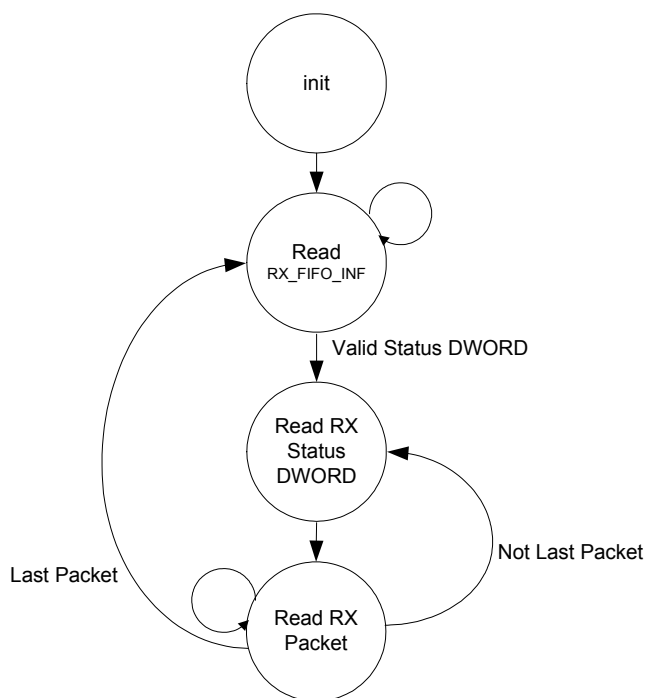 init
Read
RX_FIFO_INF
Valid Status DWORD
Read RX
Status
DWORD
Not Last Packet
Last Packet
Read RX
Packet